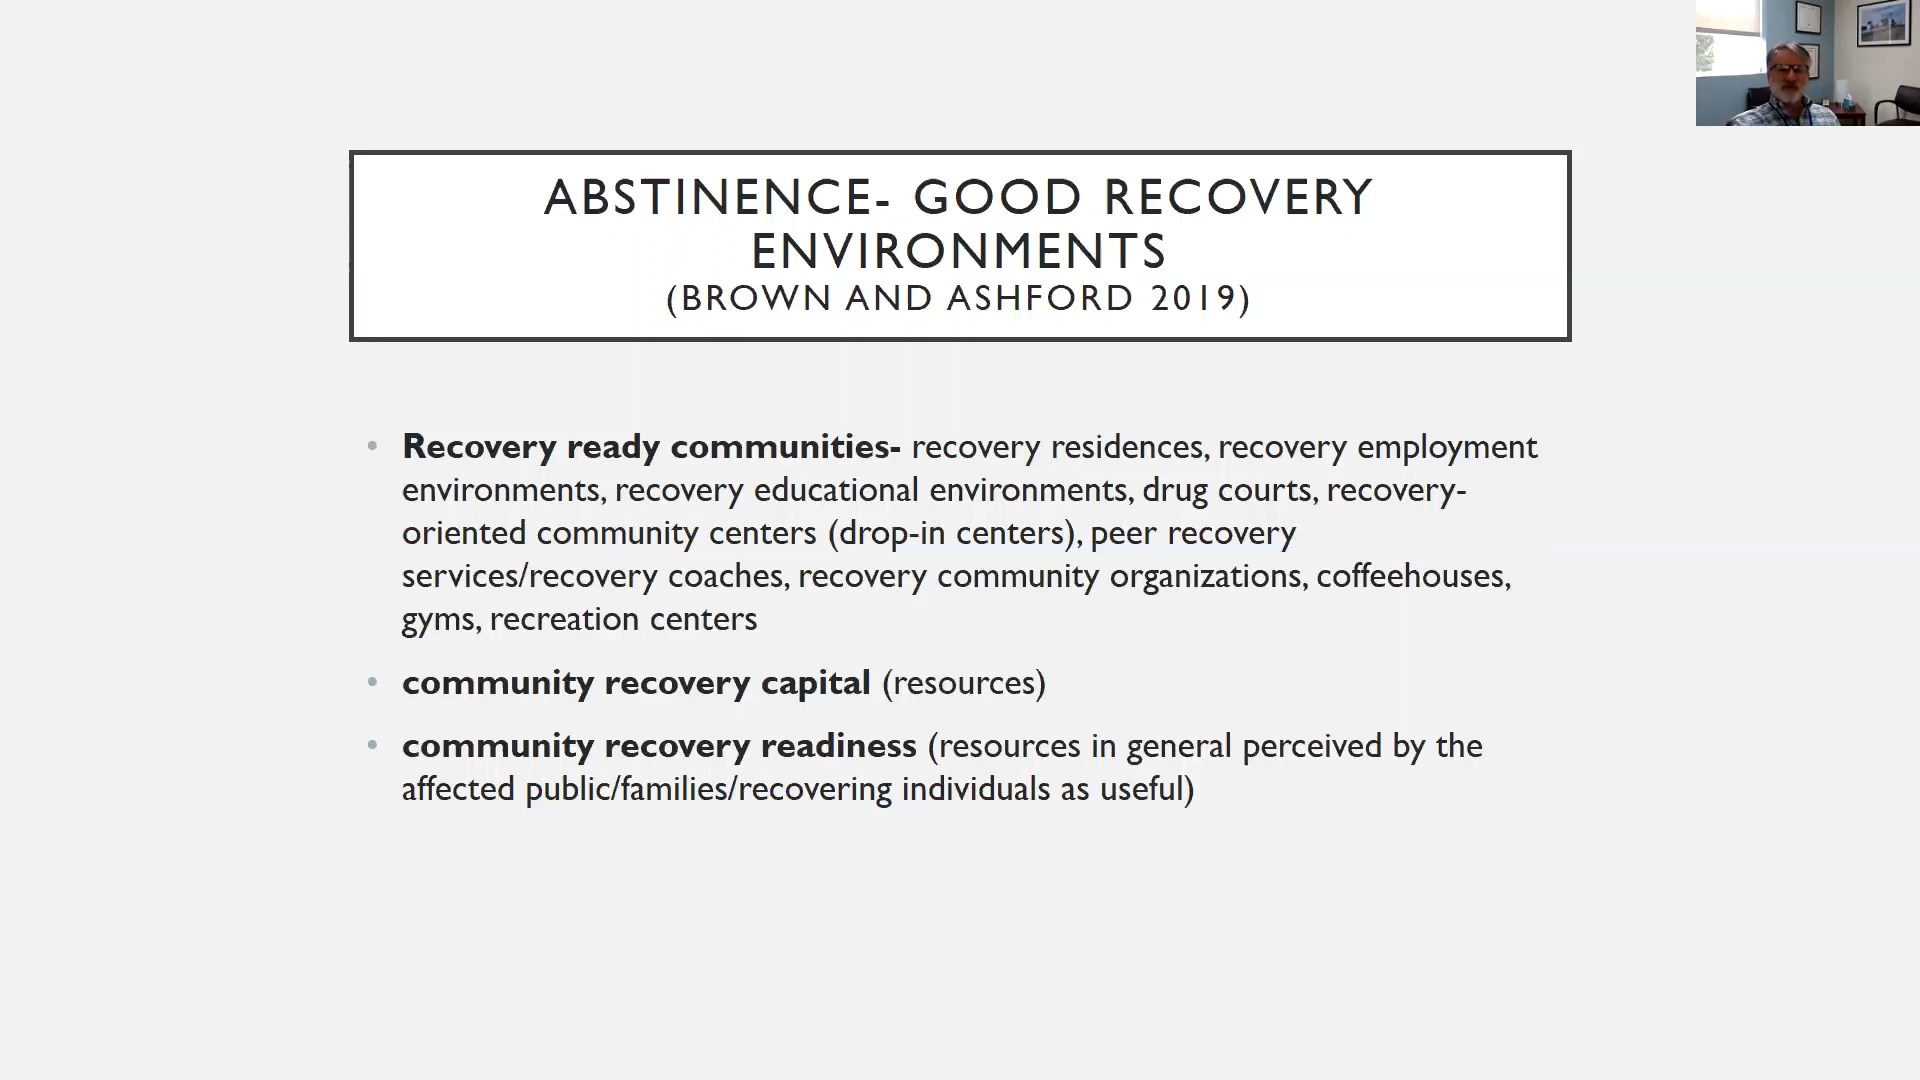 ABSTINENCE- GOOD RECOVERY
ENVIRONMENTS
(BROWN AND ASHFORD 2019)
• Recovery ready communities- recovery residences, recovery employment
environments, recovery educational environments, drug courts, recovery-
oriented community centers (drop-in centers), peer recovery
services/recovery coaches, recovery community organizations, coffeehouses,
gyms, recreation centers
• community recovery capital (resources)
• community recovery readiness (resources in general perceived by the
affected public/families/recovering individuals as useful)